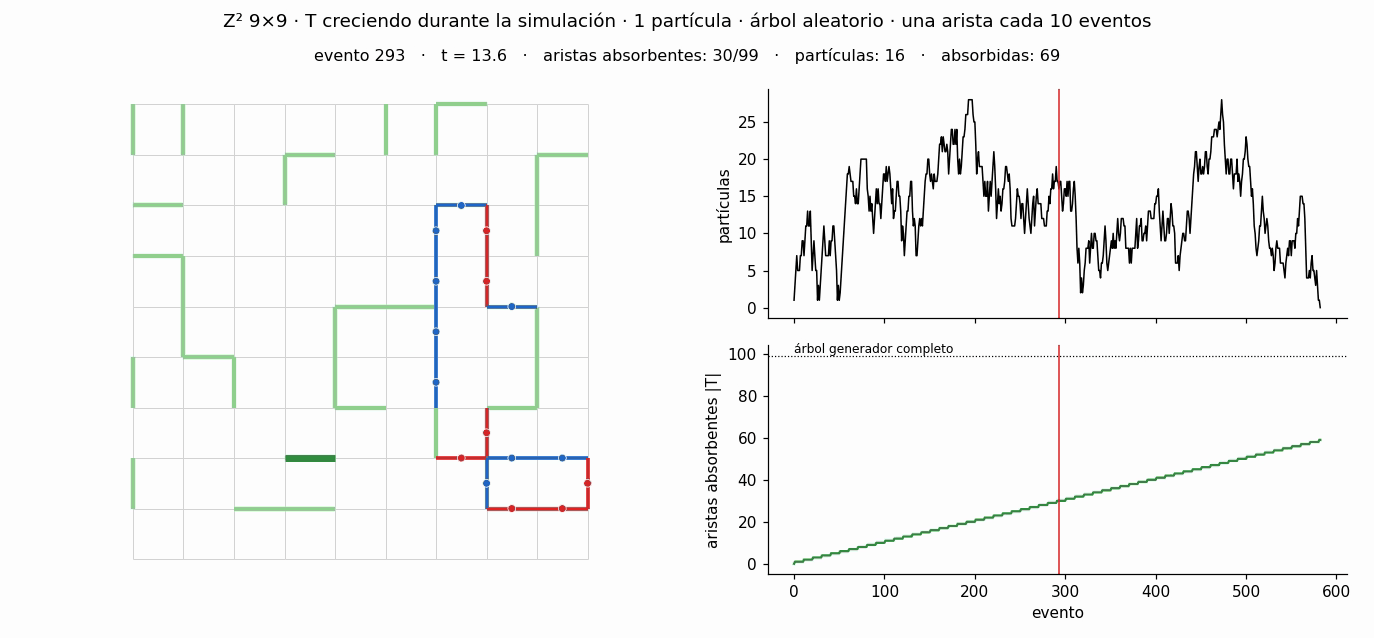 Z² 9×9 · T creciendo durante la simulación · 1 partícula · árbol aleatorio · una arista cada 10 eventos
evento 293 · t = 13.6 · aristas absorbentes: 30/99 · partículas: 16 · absorbidas: 69
partículas
25
20
15
10
5
0
aristas absorbentes |T|
árbol generador completo
100
80
60
40
20
0
0 100 200 300 400 500 600
evento